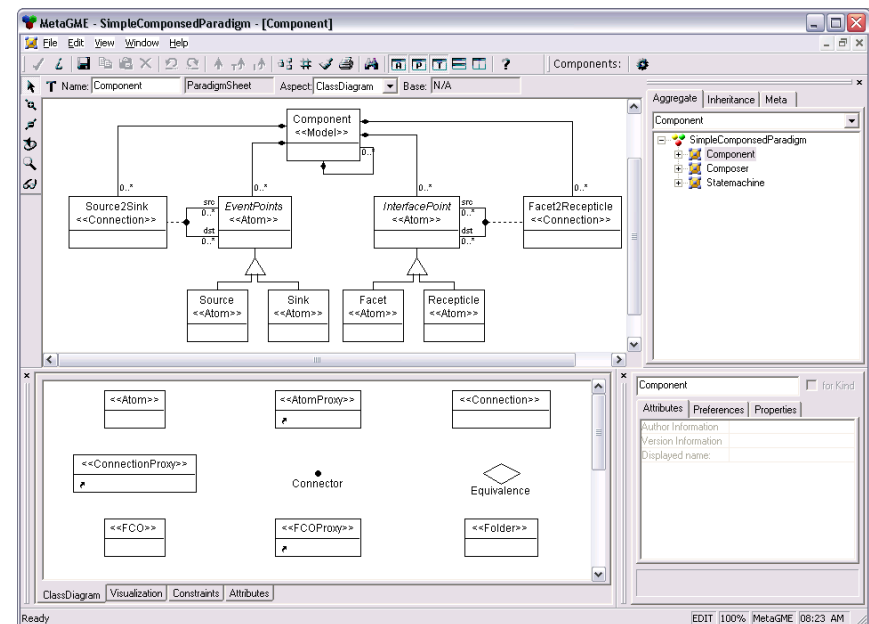 MetaGME - SimpleComponsedParadigm - [Component]
File Edit View Window Help
Components:
Name: Component ParadigmSheet Aspect: ClassDiagram Base: N/A
Component
<<Model>>
0..*
0..*
0..*
0..*
0..*
Source2Sink
<<Connection>>
src
0..*
dst
0..*
EventPoints
<<Atom>>
InterfacePoint
<<Atom>>
src
0..*
dst
0..*
Facet2Recepticle
<<Connection>>
Source
<<Atom>>
Sink
<<Atom>>
Facet
<<Atom>>
Recepticle
<<Atom>>
Aggregate Inheritance Meta
Component
SimpleComponsedParadigm
Component
Composer
Statemachine
<<Atom>>
<<AtomProxy>>
<<Connection>>
<<ConnectionProxy>>
Connector
Equivalence
<<FCO>>
<<FCOProxy>>
<<Folder>>
ClassDiagram Visualization Constraints Attributes
Component for Kind
Attributes Preferences Properties
Author Information
Version Information
Displayed name:
Ready
EDIT 100% MetaGME 08:23 AM